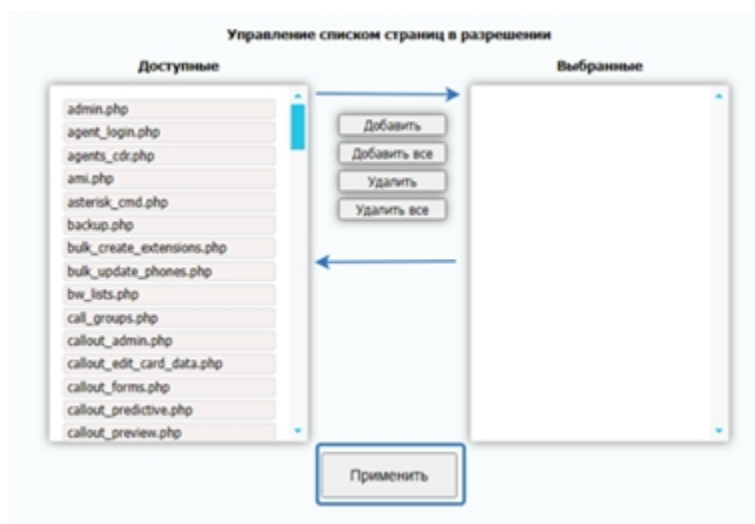 Управление списком страниц в разрешении
Доступные
Выбранные
admin.php
agent_login.php
agents_cdr.php
ami.php
asterisk_cmd.php
backup.php
bulk_create_extensions.php
bulk_update_phones.php
bw_lists.php
call_groups.php
callout_admin.php
callout_edit_card_data.php
callout_forms.php
callout_predictive.php
callout_preview.php
Добавить
Добавить все
Удалить
Удалить все
Применить